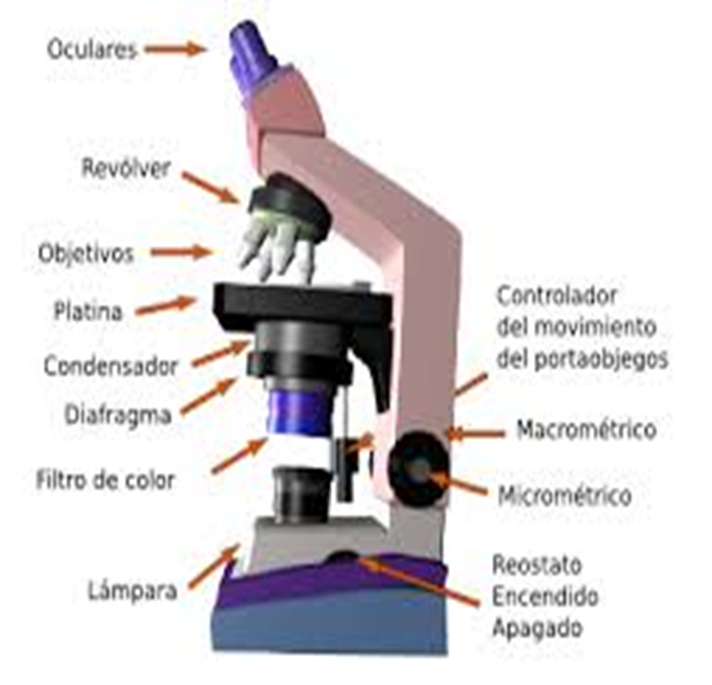 Oculares
Revólver
Objetivos
Platina
Condensador
Diafragma
Filtro de color
Lámpara
Controlador
del movimiento
del portaobjegos
Macrométrico
Micrométrico
Reostato
Encendido
Apagado